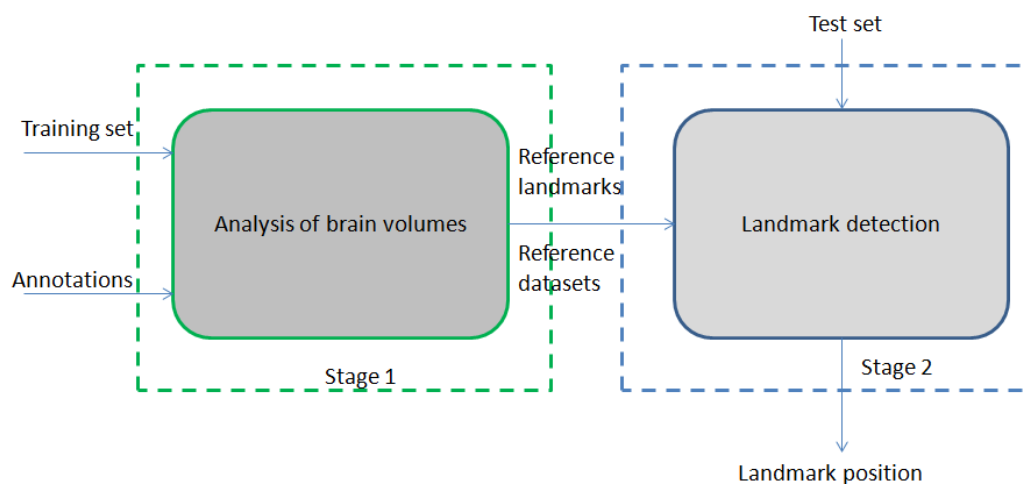 Test set
Training set
Reference
landmarks
Analysis of brain volumes
Landmark detection
Reference
datasets
Annotations
Stage 1
Stage 2
Landmark position